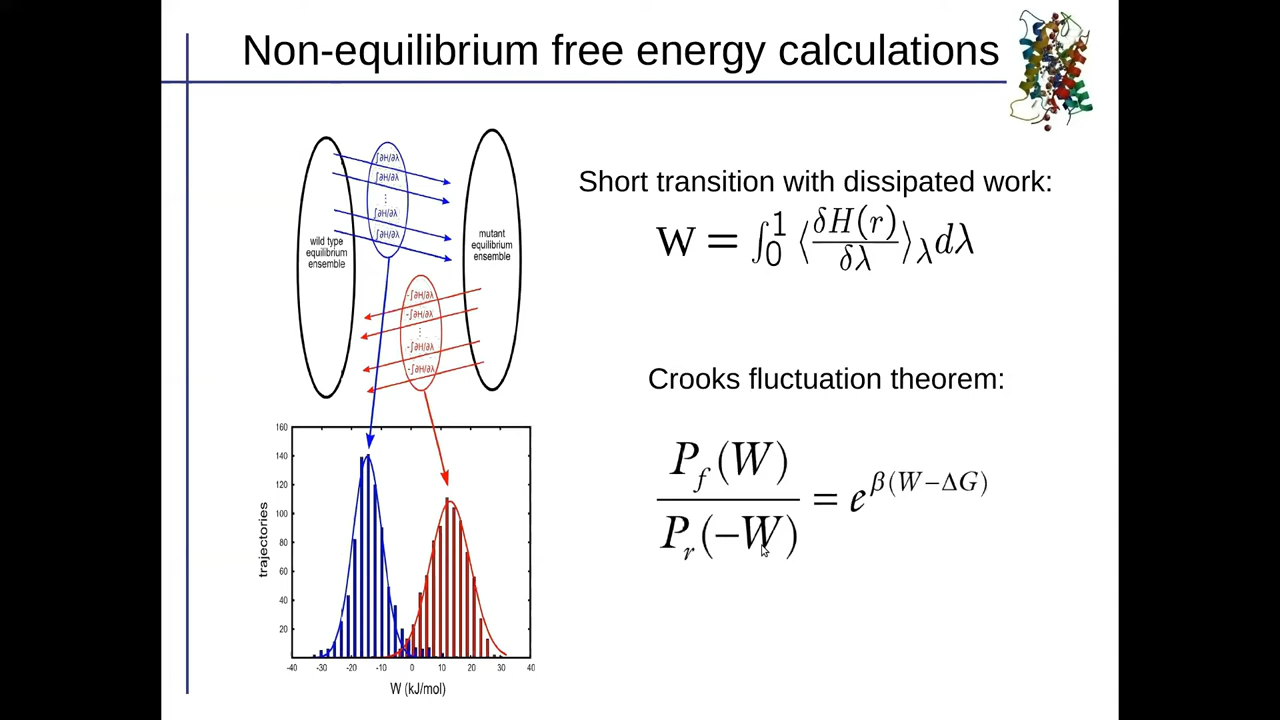 Non-equilibrium free energy calculations
∫∂H/∂λ
∫∂H/∂λ
⋮
∫∂H/∂λ
∫∂H/∂λ
wild type
equilibrium
ensemble
mutant
equilibrium
ensemble
-∫∂H/∂λ
-∫∂H/∂λ
⋮
-∫∂H/∂λ
-∫∂H/∂λ
Short transition with dissipated work:
W = ∫₀¹ ⟨δH(r)/δλ⟩_λ dλ
Crooks fluctuation theorem:
P_f(W)/P_r(−W) = e^{β(W−ΔG)}
160
140
120
100
80
60
40
20
trajectories
-40 -30 -20 -10 0 10 20 30 40
W (kJ/mol)